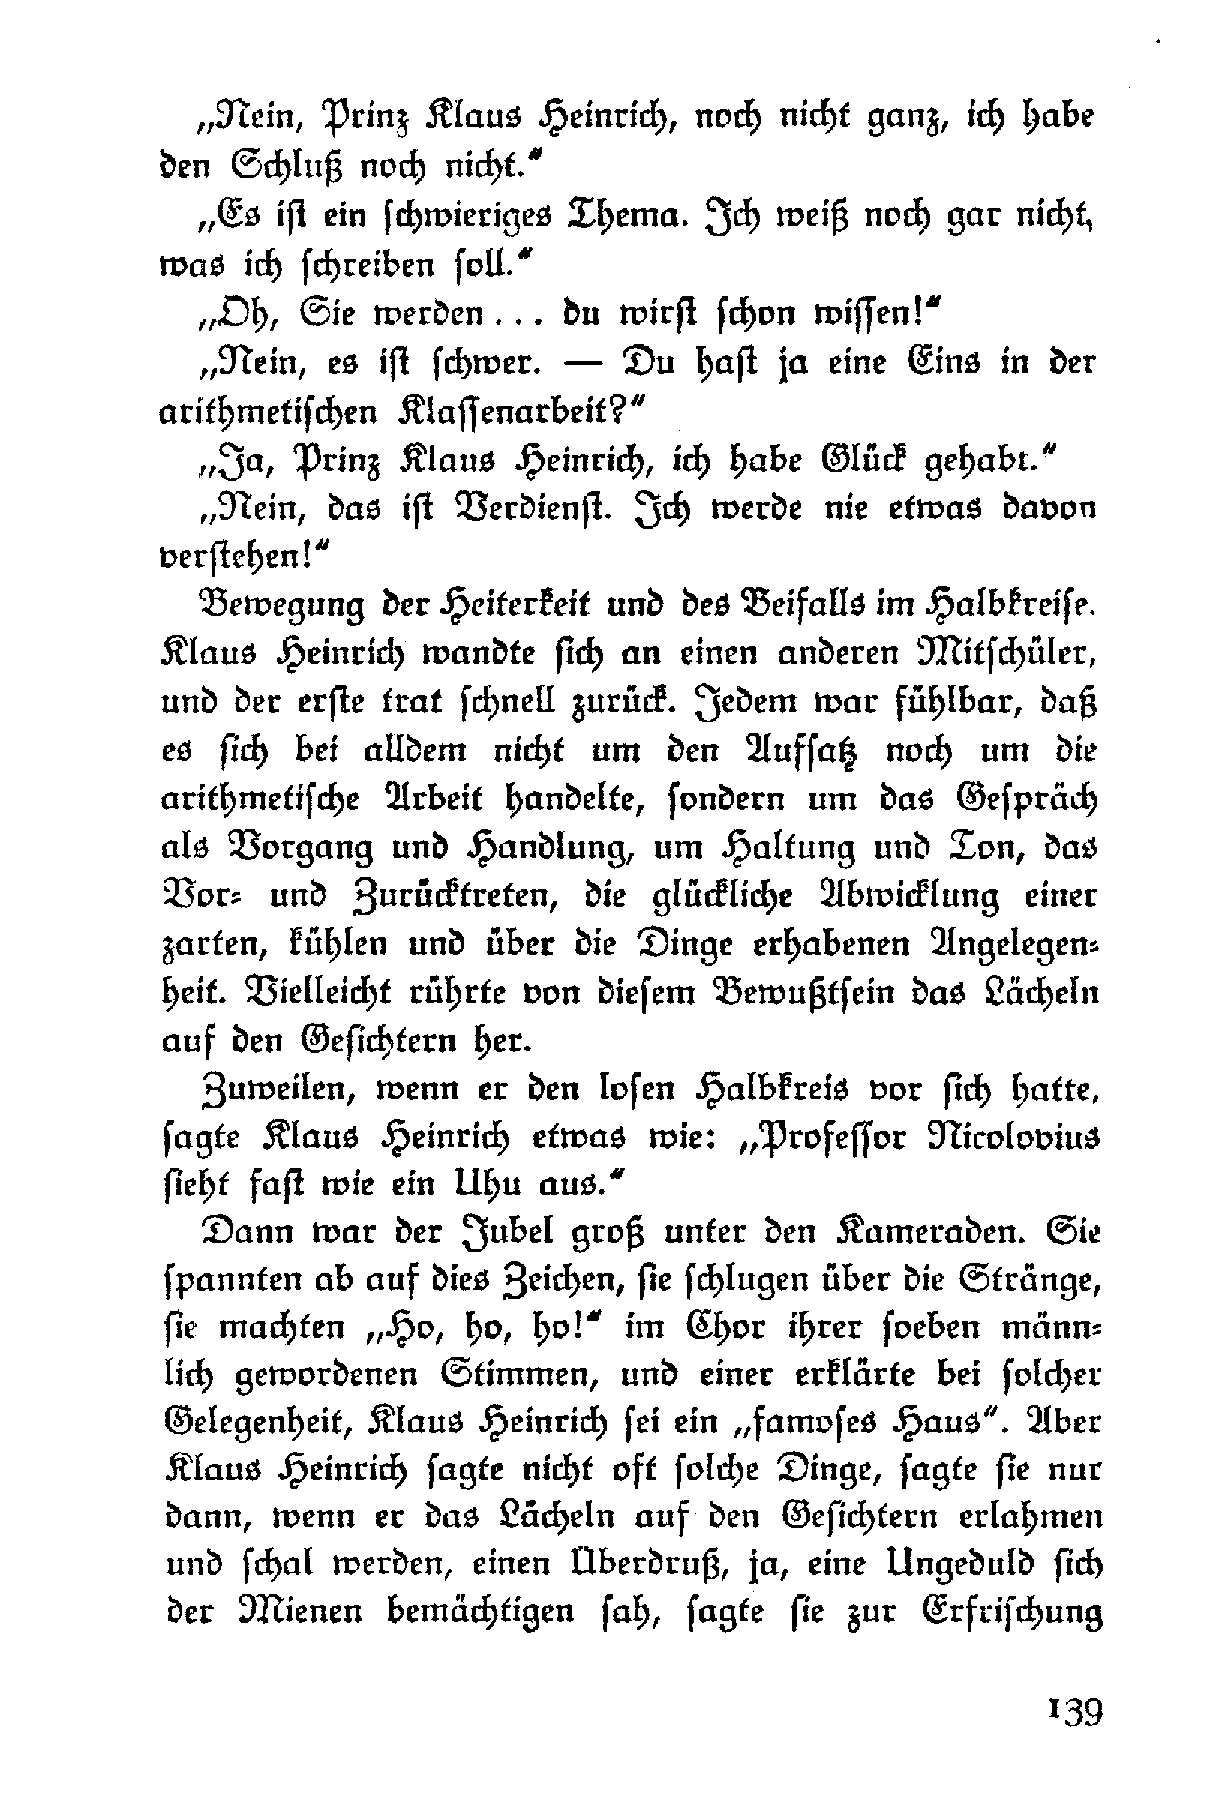 „Nein, Prinz Klaus Heinrich, noch nicht ganz, ich habe
den Schluß noch nicht.“
„Es ist ein schwieriges Thema. Ich weiß noch gar nicht,
was ich schreiben soll.“
„Oh, Sie werden . . . du wirst schon wissen!“
„Nein, es ist schwer. — Du hast ja eine Eins in der
arithmetischen Klassenarbeit?“
„Ja, Prinz Klaus Heinrich, ich habe Glück gehabt.“
„Nein, das ist Verdienst. Ich werde nie etwas davon
verstehen!“
Bewegung der Heiterkeit und des Beifalls im Halbkreise.
Klaus Heinrich wandte sich an einen anderen Mitschüler,
und der erste trat schnell zurück. Jedem war fühlbar, daß
es sich bei alldem nicht um den Aufsatz noch um die
arithmetische Arbeit handelte, sondern um das Gespräch
als Vorgang und Handlung, um Haltung und Ton, das
Vor- und Zurücktreten, die glückliche Abwicklung einer
zarten, kühlen und über die Dinge erhabenen Angelegen-
heit. Vielleicht rührte von diesem Bewußtsein das Lächeln
auf den Gesichtern her.
Zuweilen, wenn er den losen Halbkreis vor sich hatte,
sagte Klaus Heinrich etwas wie: „Professor Nicolovius
sieht fast wie ein Uhu aus.“
Dann war der Jubel groß unter den Kameraden. Sie
spannten ab auf dies Zeichen, sie schlugen über die Stränge,
sie machten „Ho, ho, ho!“ im Chor ihrer soeben männ-
lich gewordenen Stimmen, und einer erklärte bei solcher
Gelegenheit, Klaus Heinrich sei ein „famoses Haus“. Aber
Klaus Heinrich sagte nicht oft solche Dinge, sagte sie nur
dann, wenn er das Lächeln auf den Gesichtern erlahmen
und schal werden, einen Überdruß, ja, eine Ungeduld sich
der Mienen bemächtigen sah, sagte sie zur Erfrischung
139